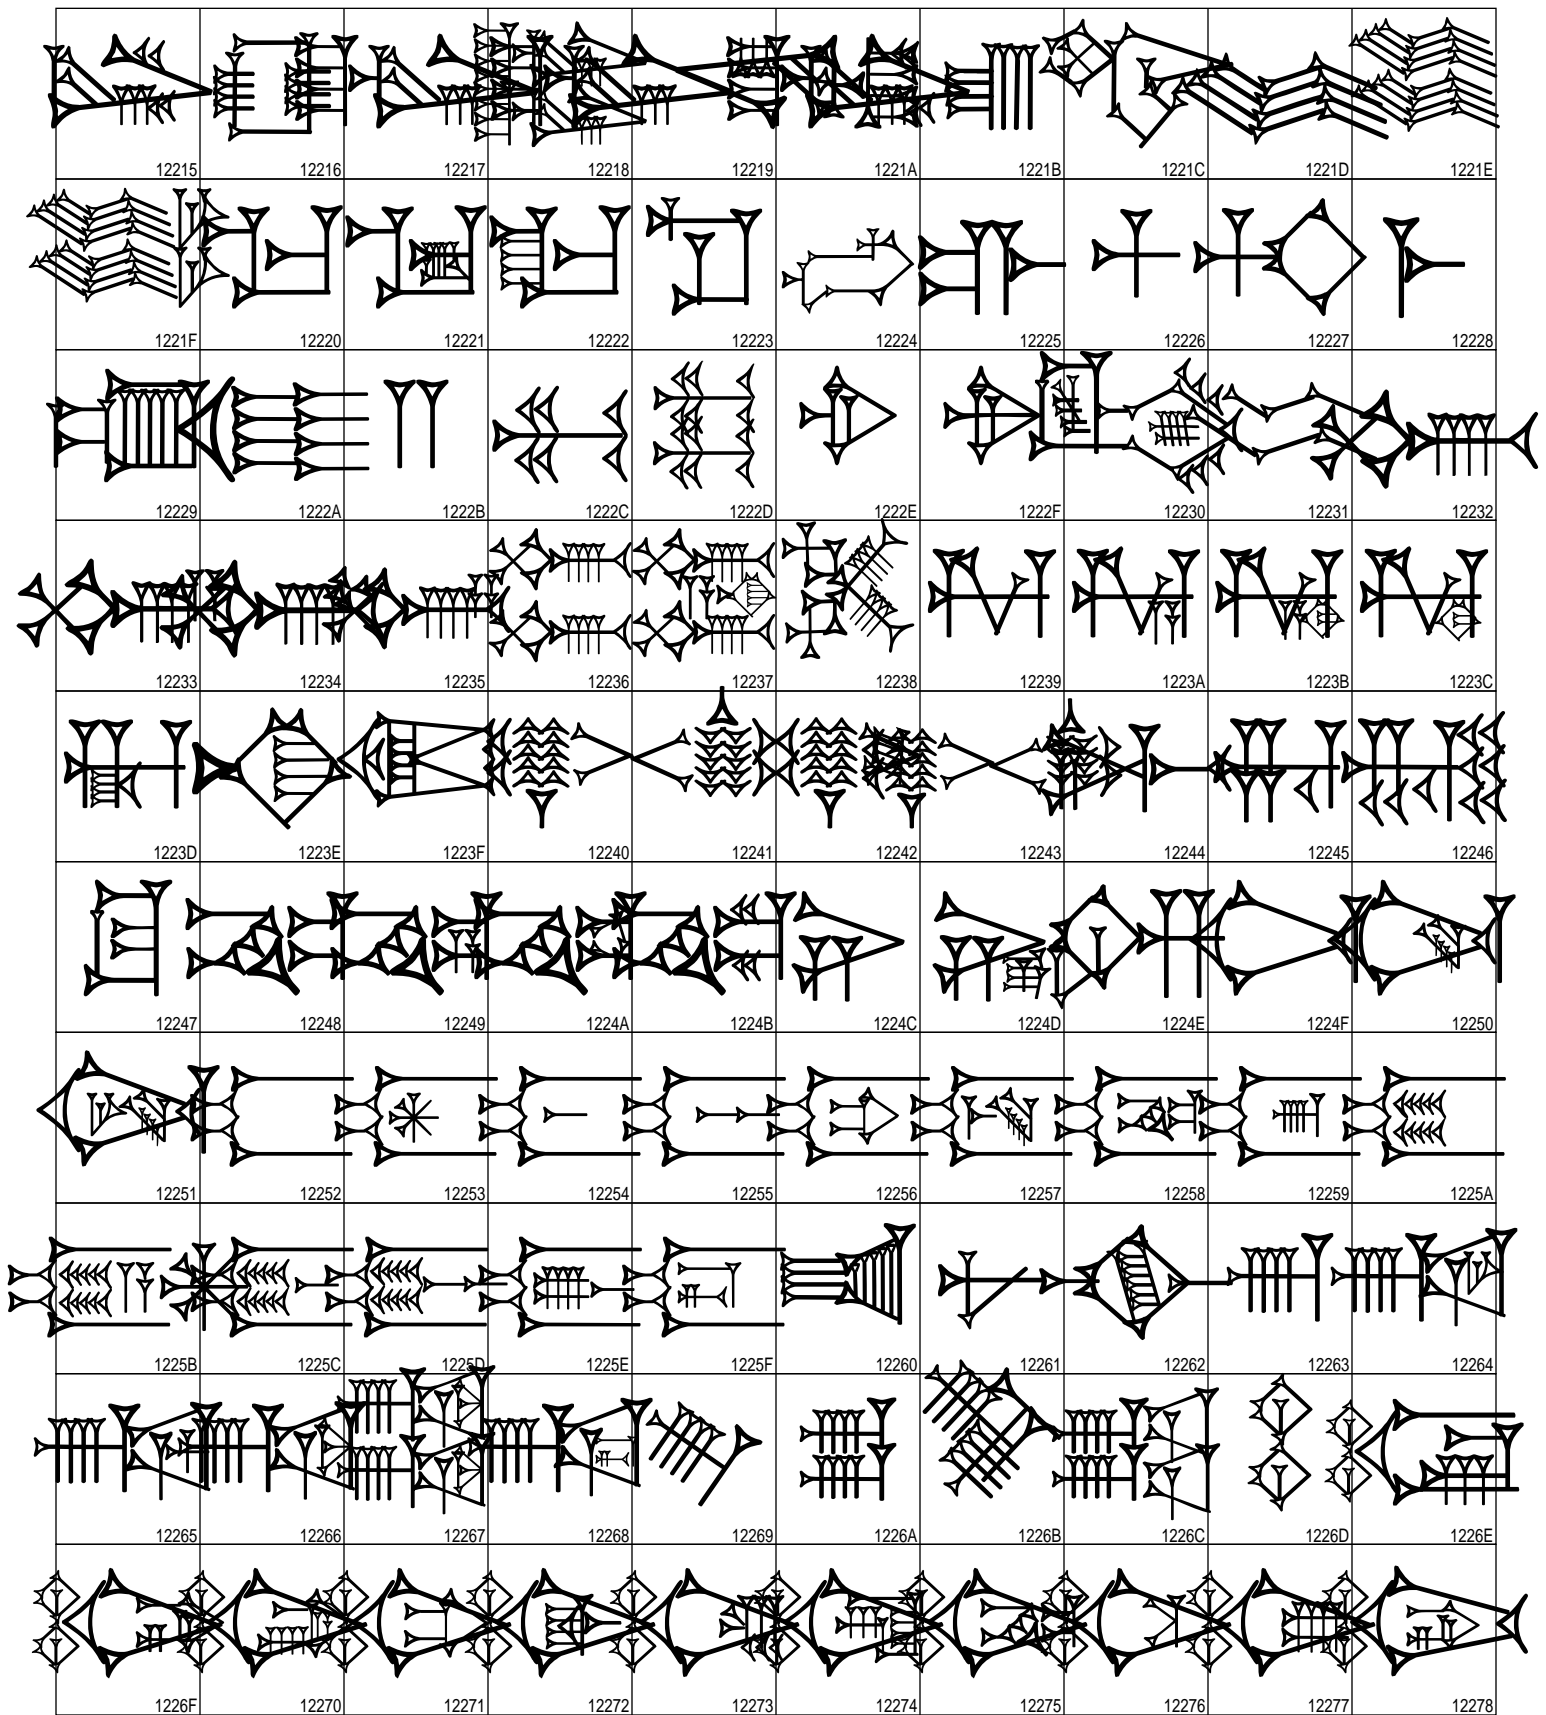 𒈕 𒈖 𒈗 𒈘 𒈙 𒈚 𒈛 𒈜 𒈝 𒈞
12215 12216 12217 12218 12219 1221A 1221B 1221C 1221D 1221E
𒈟 𒈠 𒈡 𒈢 𒈣 𒈤 𒈥 𒈦 𒈧 𒈨
1221F 12220 12221 12222 12223 12224 12225 12226 12227 12228
𒈩 𒈪 𒈫 𒈬 𒈭 𒈮 𒈯 𒈰 𒈱 𒈲
12229 1222A 1222B 1222C 1222D 1222E 1222F 12230 12231 12232
𒈳 𒈴 𒈵 𒈶 𒈷 𒈸 𒈹 𒈺 𒈻 𒈼
12233 12234 12235 12236 12237 12238 12239 1223A 1223B 1223C
𒈽 𒈾 𒈿 𒉀 𒉁 𒉂 𒉃 𒉄 𒉅 𒉆
1223D 1223E 1223F 12240 12241 12242 12243 12244 12245 12246
𒉇 𒉈 𒉉 𒉊 𒉋 𒉌 𒉍 𒉎 𒉏 𒉐
12247 12248 12249 1224A 1224B 1224C 1224D 1224E 1224F 12250
𒉑 𒉒 𒉓 𒉔 𒉕 𒉖 𒉗 𒉘 𒉙 𒉚
12251 12252 12253 12254 12255 12256 12257 12258 12259 1225A
𒉛 𒉜 𒉝 𒉞 𒉟 𒉠 𒉡 𒉢 𒉣 𒉤
1225B 1225C 1225D 1225E 1225F 12260 12261 12262 12263 12264
𒉥 𒉦 𒉧 𒉨 𒉩 𒉪 𒉫 𒉬 𒉭 𒉮
12265 12266 12267 12268 12269 1226A 1226B 1226C 1226D 1226E
𒉯 𒉰 𒉱 𒉲 𒉳 𒉴 𒉵 𒉶 𒉷 𒉸
1226F 12270 12271 12272 12273 12274 12275 12276 12277 12278